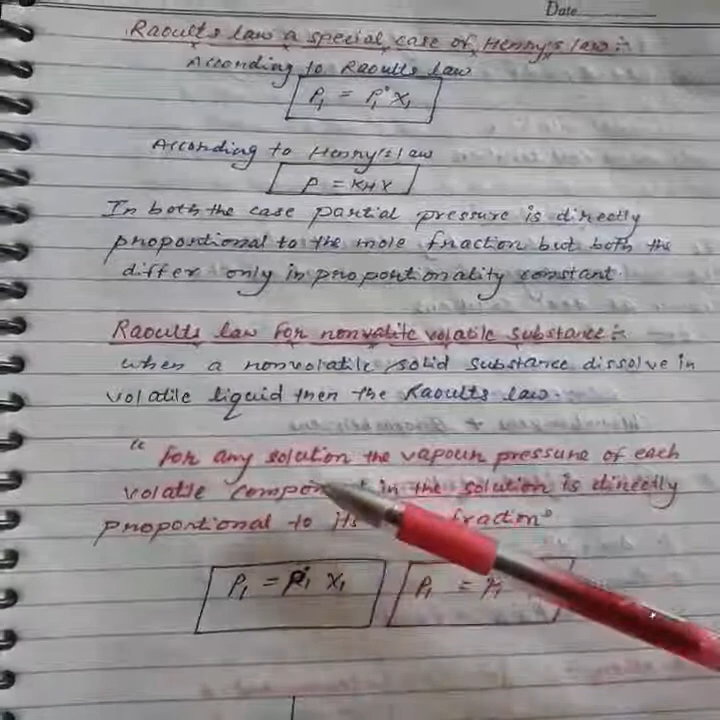 Date
Raoults law a special case of Henny's law :-
According to Raoults law
P₁ = P₁° X₁
According to Henny's law
P = KH X
In both the case partial pressure is directly
proportional to the mole fraction but both the
differ only in proportionality constant.
Raoults law for nonvalite volatile substance :-
when a nonvolatile solid substance dissolve in
volatile liquid then the Raoults law.
" For any solution the vapour pressure of each
volatle in the solution is directly
proportional to its fraction"
P₁ = P₁° X₁ P₁ =